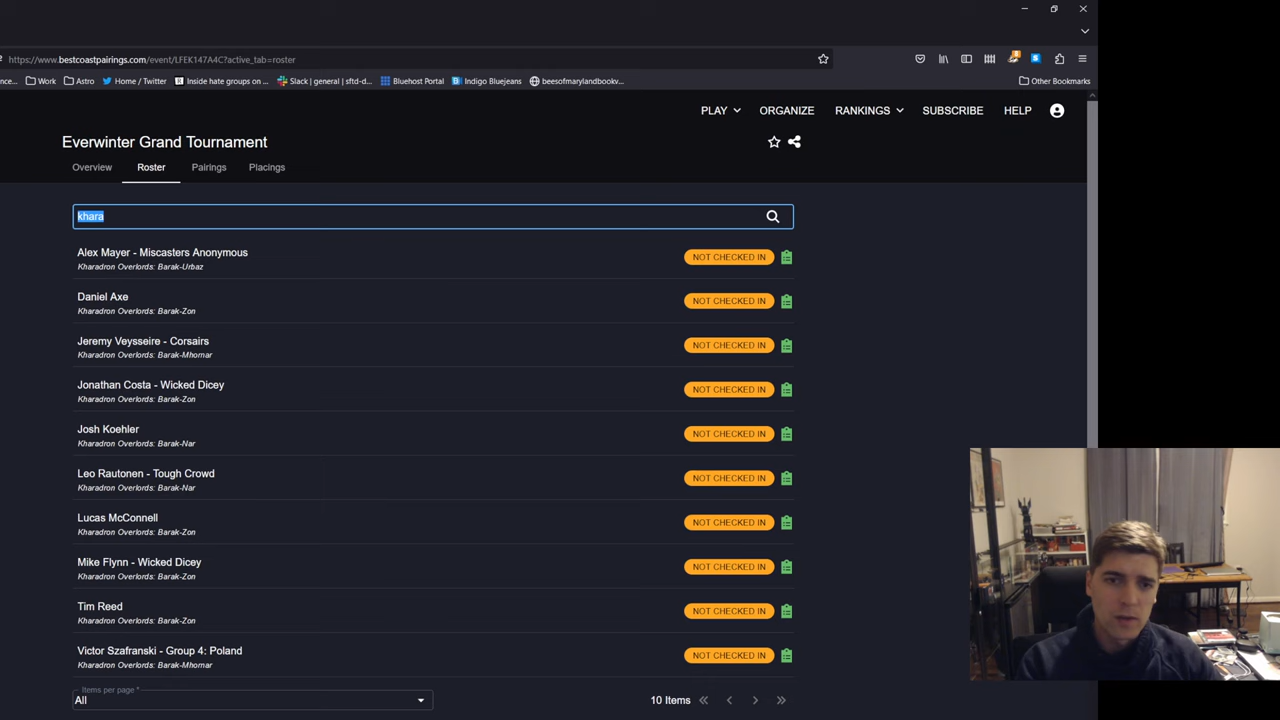 https://www.bestcoastpairings.com/event/LFEK147A4C?active_tab=roster
nce... Work Astro Home / Twitter Inside hate groups on ... Slack | general | sftd-d... Bluehost Portal Indigo Bluejeans beesofmarylandbookv... Other Bookmarks
PLAY ORGANIZE RANKINGS SUBSCRIBE HELP
Everwinter Grand Tournament
Overview Roster Pairings Placings
khara
Alex Mayer - Miscasters Anonymous
Kharadron Overlords: Barak-Urbaz
NOT CHECKED IN
Daniel Axe
Kharadron Overlords: Barak-Zon
NOT CHECKED IN
Jeremy Veysseire - Corsairs
Kharadron Overlords: Barak-Mhornar
NOT CHECKED IN
Jonathan Costa - Wicked Dicey
Kharadron Overlords: Barak-Zon
NOT CHECKED IN
Josh Koehler
Kharadron Overlords: Barak-Nar
NOT CHECKED IN
Leo Rautonen - Tough Crowd
Kharadron Overlords: Barak-Nar
NOT CHECKED IN
Lucas McConnell
Kharadron Overlords: Barak-Zon
NOT CHECKED IN
Mike Flynn - Wicked Dicey
Kharadron Overlords: Barak-Zon
NOT CHECKED IN
Tim Reed
Kharadron Overlords: Barak-Zon
NOT CHECKED IN
Victor Szafranski - Group 4: Poland
Kharadron Overlords: Barak-Mhornar
NOT CHECKED IN
Items per page *
All
10 Items